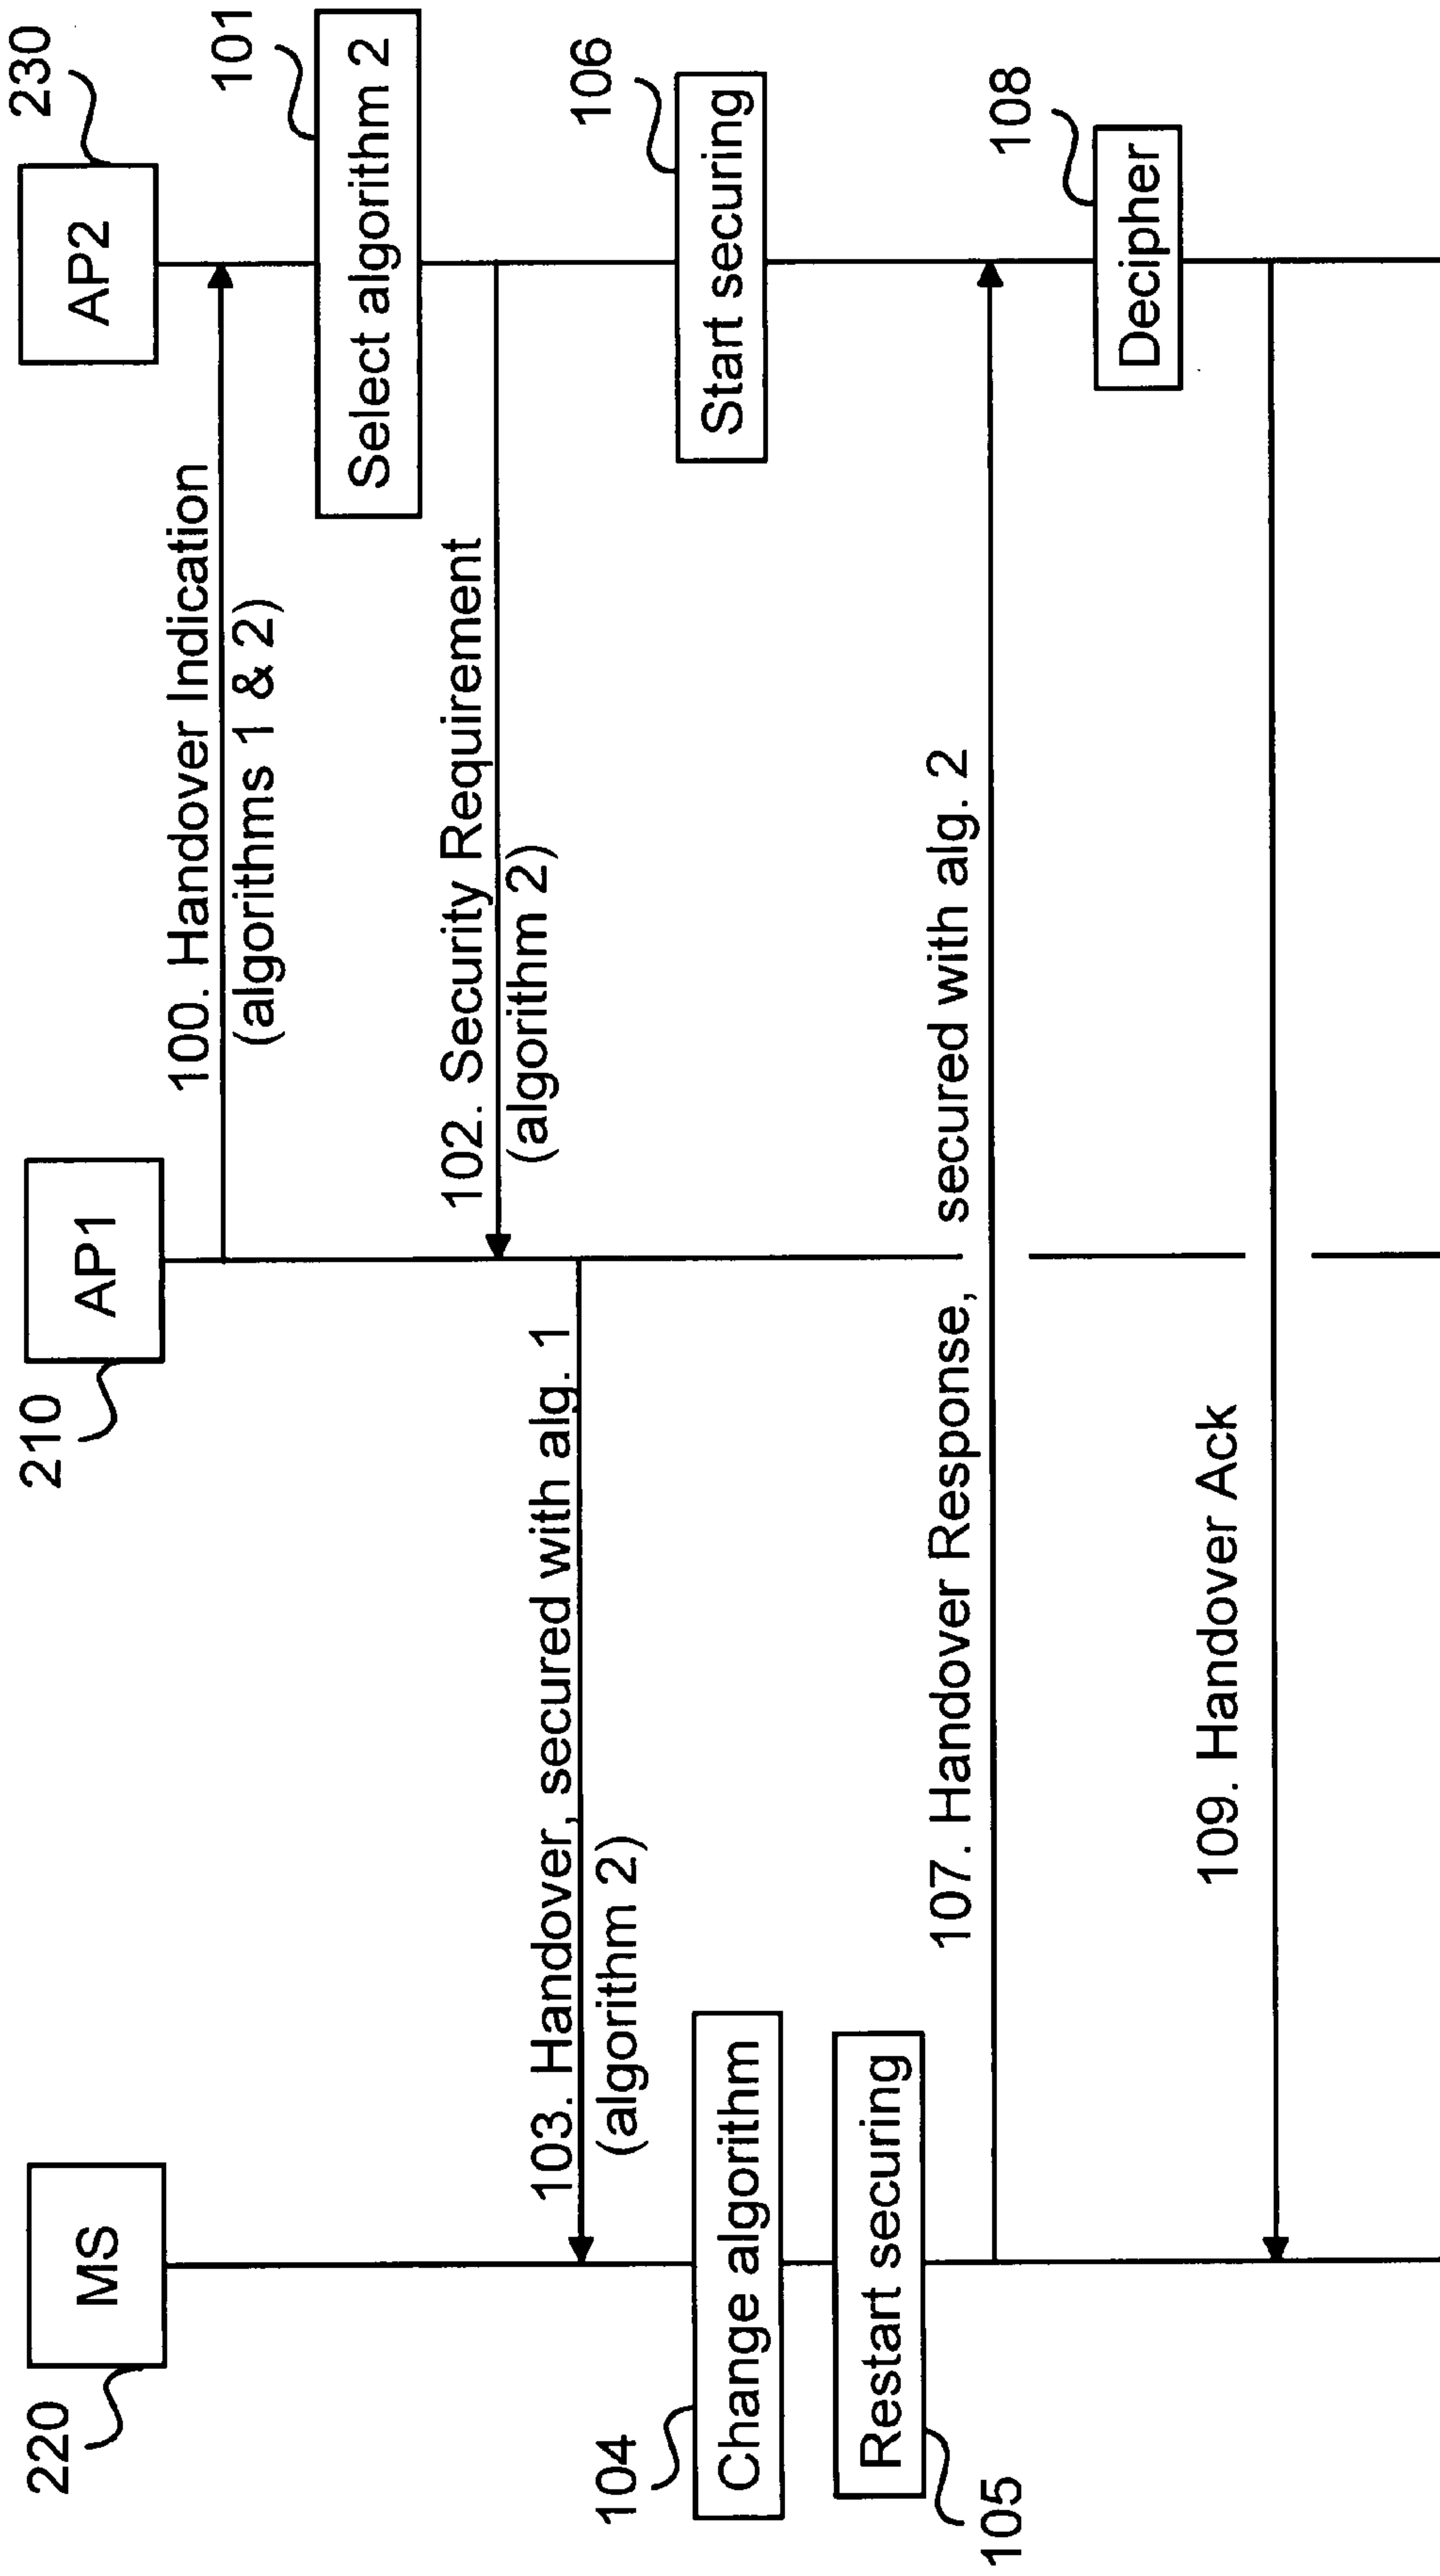 220
MS
210
AP1
230
AP2
100. Handover Indication
(algorithms 1 & 2)
101
Select algorithm 2
102. Security Requirement
(algorithm 2)
103. Handover, secured with alg. 1
(algorithm 2)
104
Change algorithm
106
Start securing
Restart securing
105
107. Handover Response, secured with alg. 2
108
Decipher
109. Handover Ack